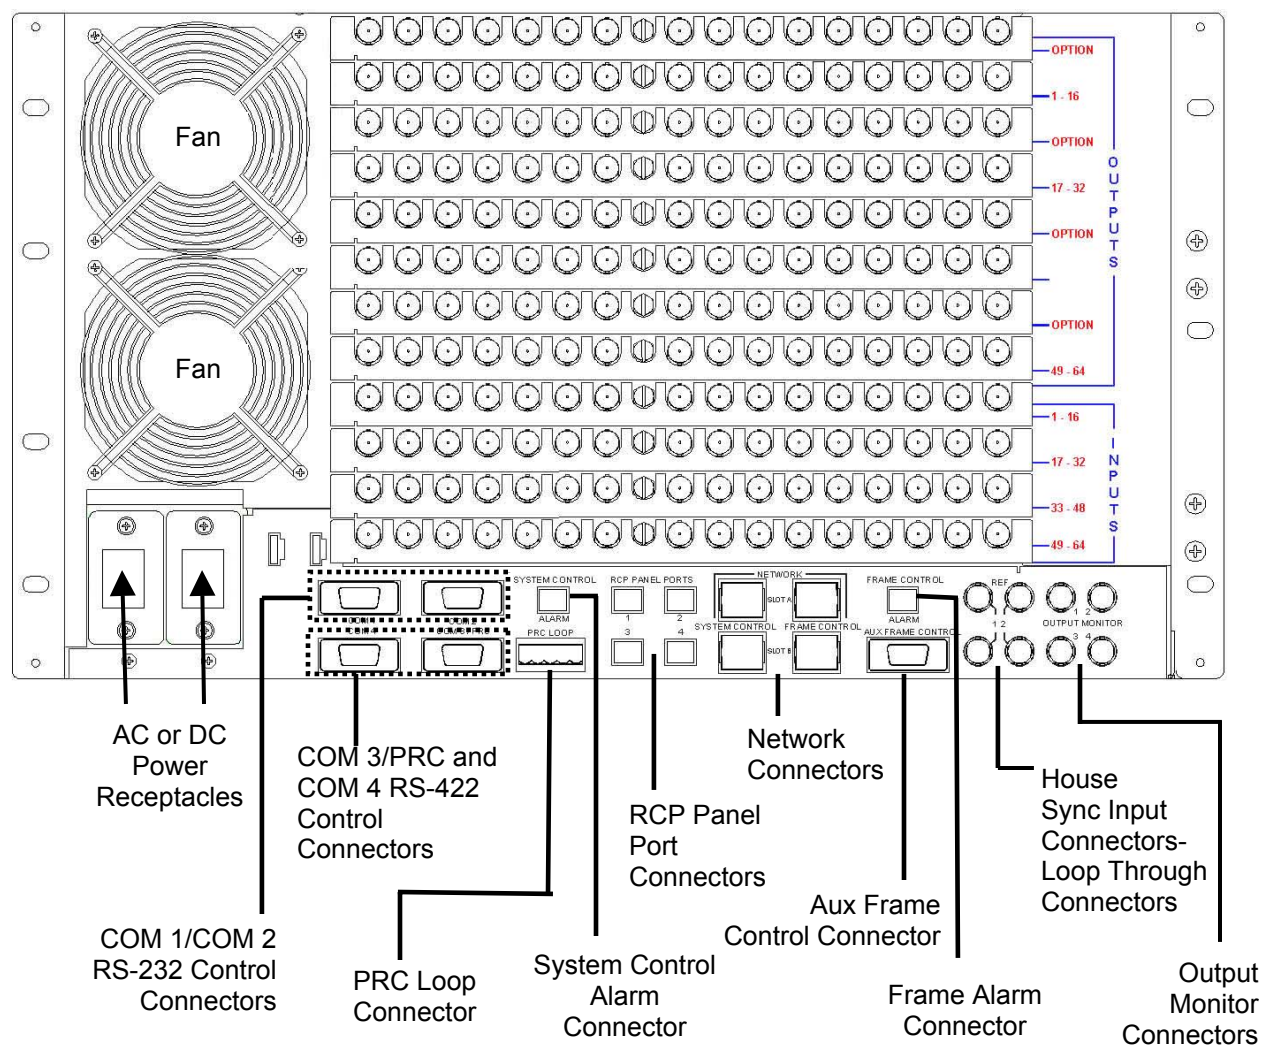 Fan
Fan
OPTION
1 - 16
OPTION
17 - 32
OPTION
OPTION
49 - 64
OUTPUTS
1 - 16
17 - 32
33 - 48
49 - 64
INPUTS
SYSTEM CONTROL
ALARM
PRC LOOP
COM 4
RCP PANEL PORTS
1
2
3
4
NETWORK
SLOT A
SYSTEM CONTROL
FRAME CONTROL
SLOT B
FRAME CONTROL
ALARM
AUX FRAME CONTROL
REF
1 2
1 2
OUTPUT MONITOR
3 4
AC or DC
Power
Receptacles
COM 3/PRC and
COM 4 RS-422
Control
Connectors
RCP Panel
Port
Connectors
Network
Connectors
House
Sync Input
Connectors-
Loop Through
Connectors
Aux Frame
Control Connector
COM 1/COM 2
RS-232 Control
Connectors
PRC Loop
Connector
System Control
Alarm
Connector
Frame Alarm
Connector
Output
Monitor
Connectors